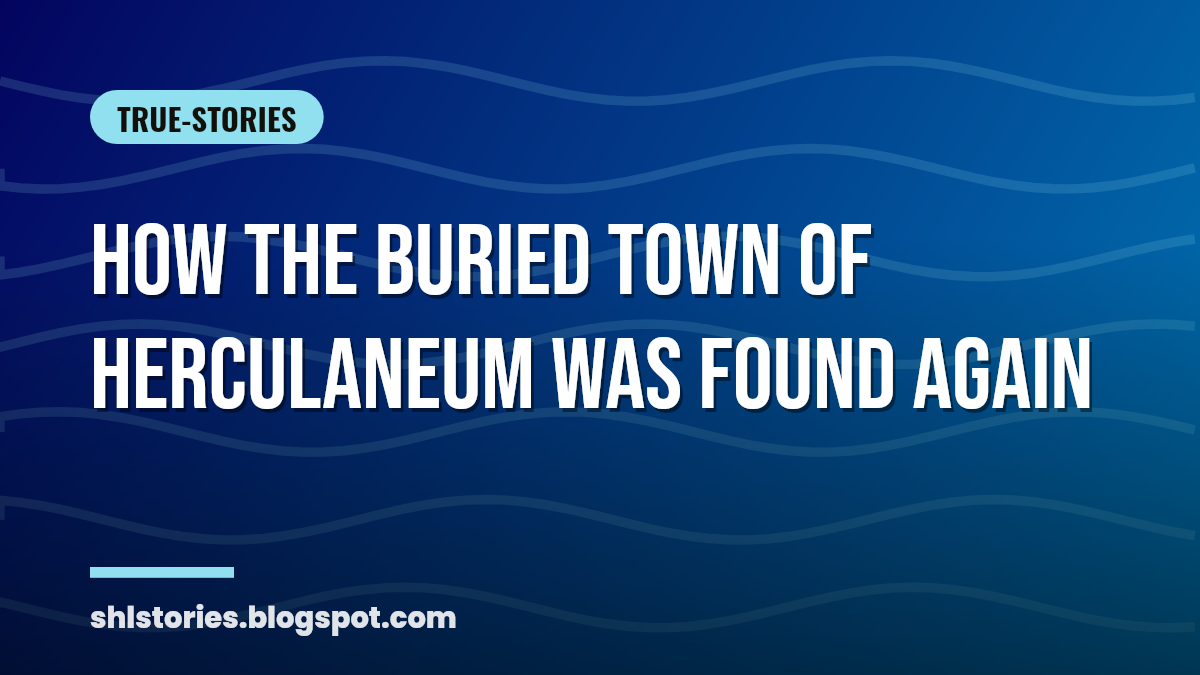 TRUE-STORIES
HOW THE BURIED TOWN OF
HERCULANEUM WAS FOUND AGAIN
shlstories.blogspot.com